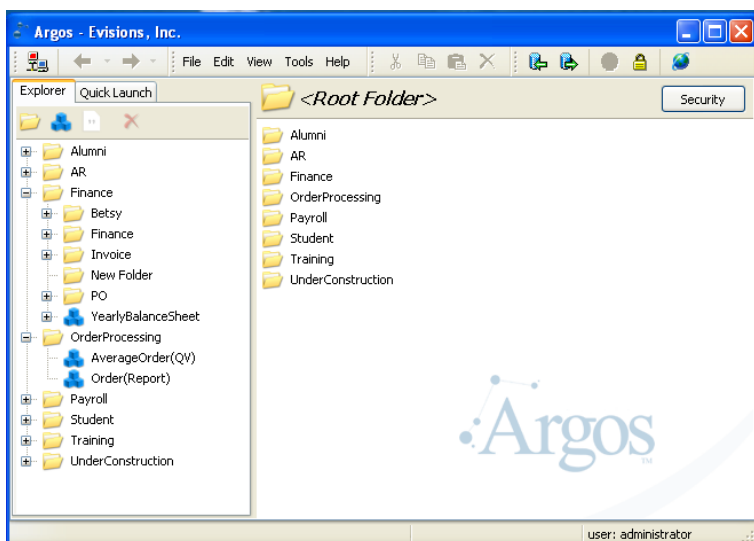 Argos - Evisions, Inc.
File Edit View Tools Help
Explorer Quick Launch
<Root Folder>
Security
Alumni
AR
Finance
Betsy
Finance
Invoice
New Folder
PO
YearlyBalanceSheet
OrderProcessing
AverageOrder(QV)
Order(Report)
Payroll
Student
Training
UnderConstruction
Alumni
AR
Finance
OrderProcessing
Payroll
Student
Training
UnderConstruction
Argos
TM
user: administrator